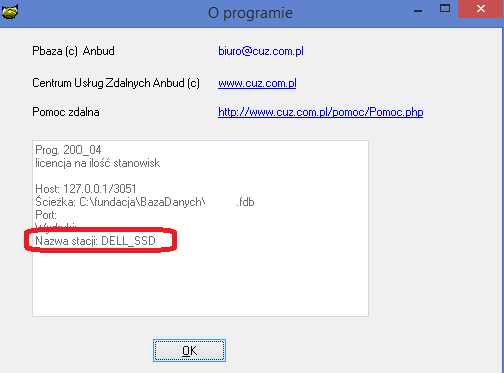 O programie
Pbaza (c) Anbud biuro@cuz.com.pl
Centrum Usług Zdalnych Anbud (c) www.cuz.com.pl
Pomoc zdalna http://www.cuz.com.pl/pomoc/Pomoc.php
Prog. 200_04
licencja na ilość stanowisk
Host: 127.0.0.1/3051
Ścieżka: C:\fundacja\BazaDanych\ .fdb
Port:
Nazwa stacji: DELL_SSD
OK